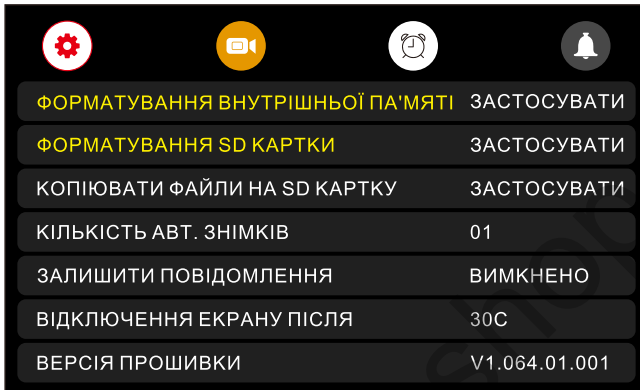 ФОРМАТУВАННЯ ВНУТРІШНЬОЇ ПА'МЯТІ ЗАСТОСУВАТИ
ФОРМАТУВАННЯ SD КАРТКИ ЗАСТОСУВАТИ
КОПІЮВАТИ ФАЙЛИ НА SD КАРТКУ ЗАСТОСУВАТИ
КІЛЬКІСТЬ АВТ. ЗНІМКІВ 01
ЗАЛИШИТИ ПОВІДОМЛЕННЯ ВИМКНЕНО
ВІДКЛЮЧЕННЯ ЕКРАНУ ПІСЛЯ 30С
ВЕРСІЯ ПРОШИВКИ V1.064.01.001
shop